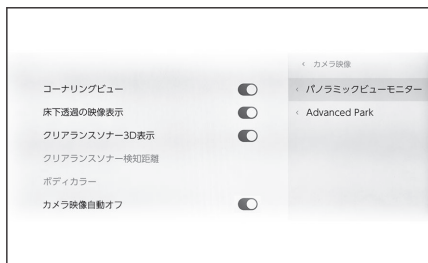 コーナリングビュー
床下透過の映像表示
クリアランスソナー3D表示
クリアランスソナー検知距離
ボディカラー
カメラ映像自動オフ
‹ カメラ映像
‹ パノラミックビューモニター
‹ Advanced Park